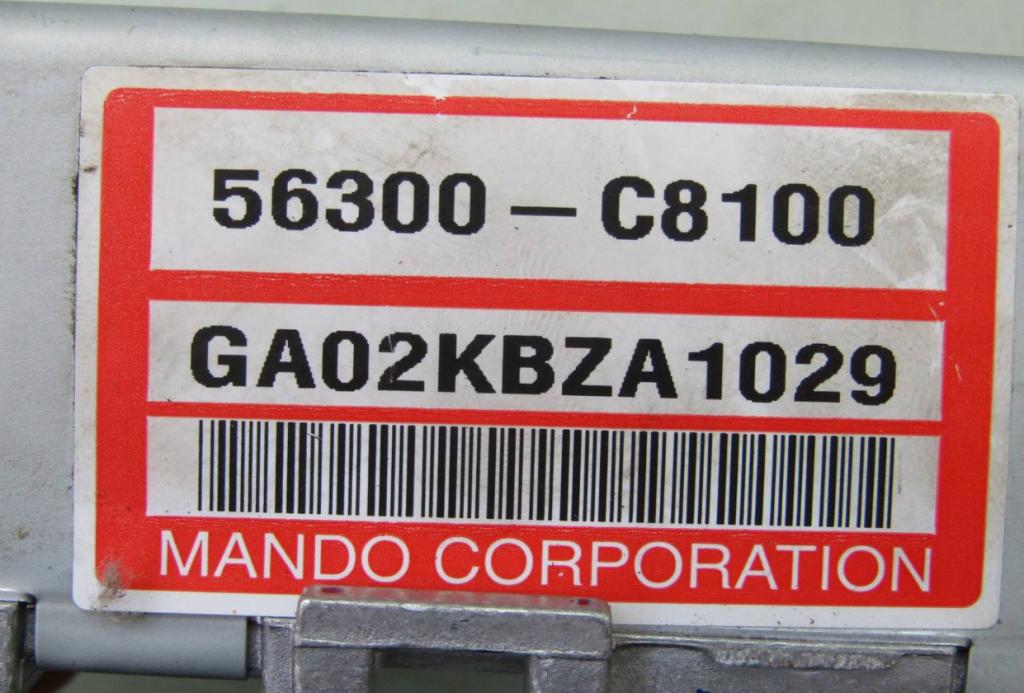 56300 - C8100
GA02KBZA1029
MANDO CORPORATION